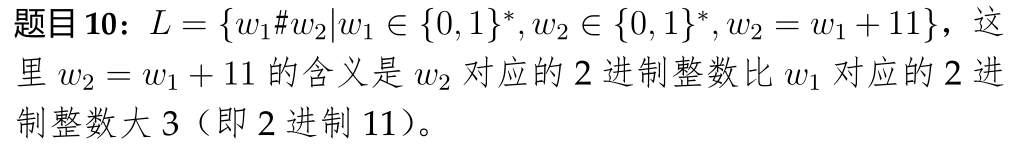 题目 10：L = {w₁#w₂|w₁ ∈ {0, 1}*, w₂ ∈ {0, 1}*, w₂ = w₁ + 11}，这
里 w₂ = w₁ + 11 的含义是 w₂ 对应的 2 进制整数比 w₁ 对应的 2 进
制整数大 3（即 2 进制 11）。